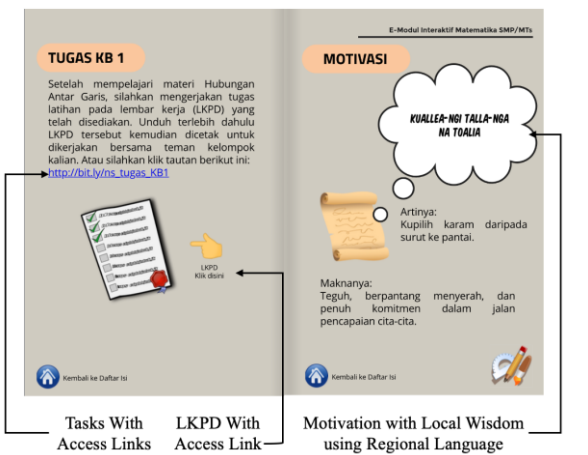 E-Modul Interaktif Matematika SMP/MTs
TUGAS KB 1
Setelah mempelajari materi Hubungan
Antar Garis, silahkan mengerjakan tugas
latihan pada lembar kerja (LKPD) yang
telah disediakan. Unduh terlebih dahulu
LKPD tersebut kemudian dicetak untuk
dikerjakan bersama teman kelompok
kalian. Atau silahkan klik tautan berikut ini:
http://bit.ly/ns_tugas_KB1
LKPD
Klik disini
Kembali ke Daftar Isi
MOTIVASI
KUALLEA-NGI TALLA-NGA
NA TOALIA
Artinya:
Kupilih karam daripada
surut ke pantai.
Maknanya:
Teguh, berpantang menyerah, dan
penuh komitmen dalam jalan
pencapaian cita-cita.
Kembali ke Daftar Isi
Tasks With
Access Links
LKPD With
Access Link
Motivation with Local Wisdom
using Regional Language